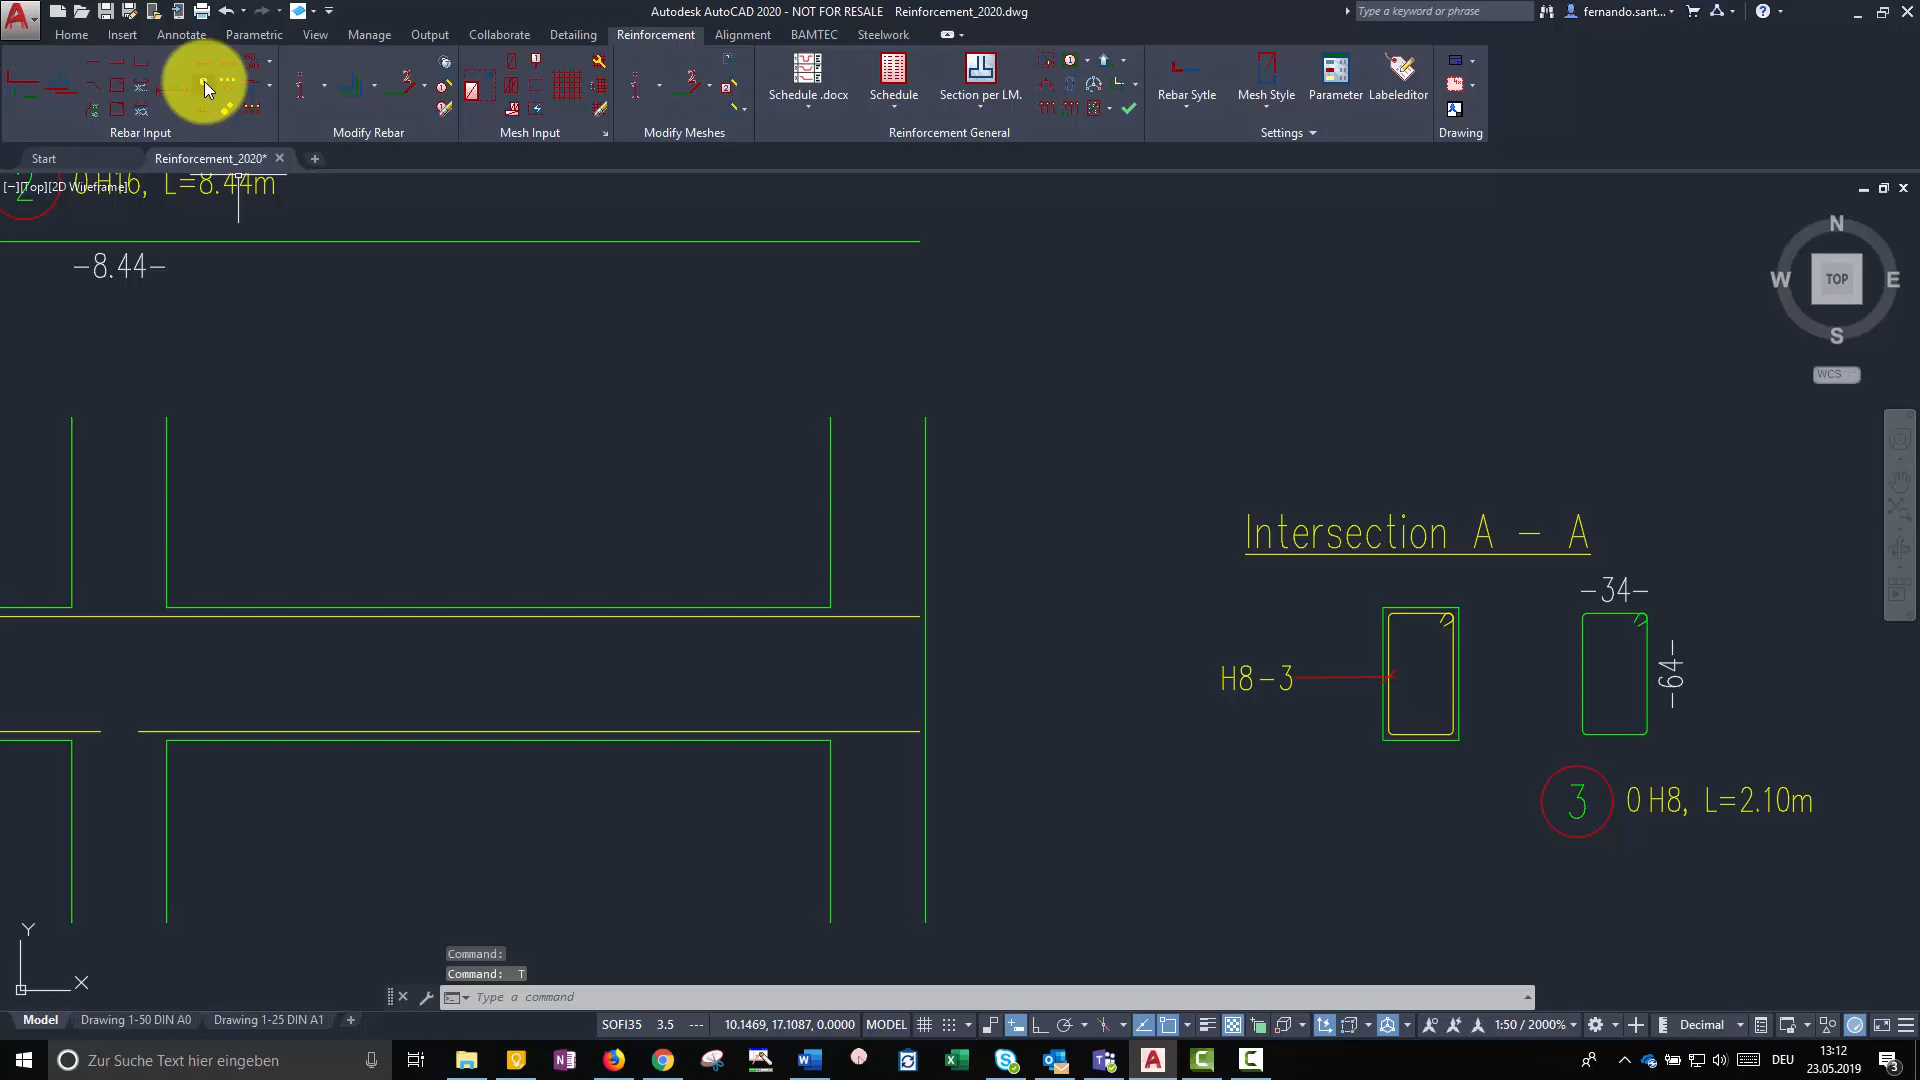 Autodesk AutoCAD 2020 - NOT FOR RESALE Reinforcement_2020.dwg
Type a keyword or phrase
fernando.sant...
Home Insert Annotate Parametric View Manage Output Collaborate Detailing Reinforcement Alignment BAMTEC Steelwork
Schedule .docx Schedule Section per LM. Rebar Sytle Mesh Style Parameter Labeleditor
Rebar Input Modify Rebar Mesh Input Modify Meshes Reinforcement General Settings Drawing
Start Reinforcement_2020*
[−][Top][2D Wireframe]
2 0 H16, L=8.44m
-8.44-
N
W TOP E
S
WCS
Intersection A - A
-34-
H8-3
-64-
3 0 H8, L=2.10m
Y
X
Command:
Command: T
Type a command
Model Drawing 1-50 DIN A0 Drawing 1-25 DIN A1
SOFI35 3.5 --- 10.1469, 17.1087, 0.0000 MODEL 1:50 / 2000% Decimal
Zur Suche Text hier eingeben
DEU
13:12
23.05.2019
3